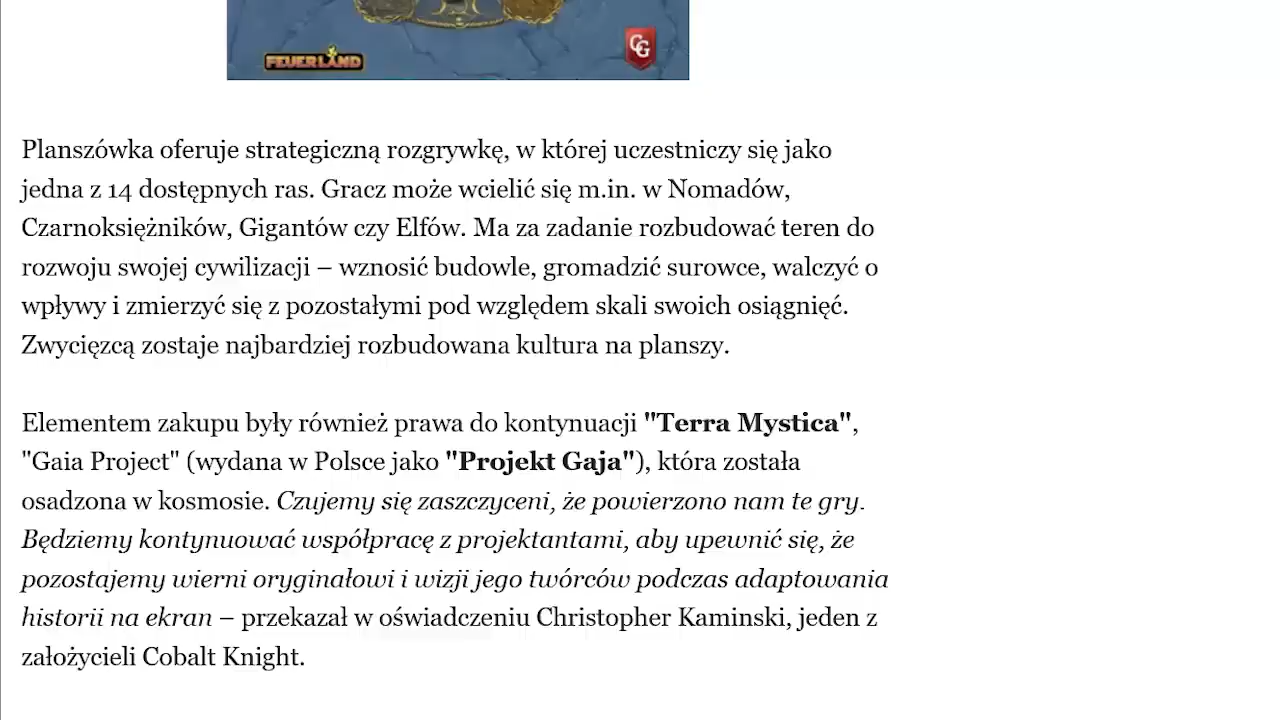 FEUERLAND
CG
Planszówka oferuje strategiczną rozgrywkę, w której uczestniczy się jako
jedna z 14 dostępnych ras. Gracz może wcielić się m.in. w Nomadów,
Czarnoksiężników, Gigantów czy Elfów. Ma za zadanie rozbudować teren do
rozwoju swojej cywilizacji – wznosić budowle, gromadzić surowce, walczyć o
wpływy i zmierzyć się z pozostałymi pod względem skali swoich osiągnięć.
Zwycięzcą zostaje najbardziej rozbudowana kultura na planszy.
Elementem zakupu były również prawa do kontynuacji "Terra Mystica",
"Gaia Project" (wydana w Polsce jako "Projekt Gaja"), która została
osadzona w kosmosie. Czujemy się zaszczyceni, że powierzono nam te gry.
Będziemy kontynuować współpracę z projektantami, aby upewnić się, że
pozostajemy wierni oryginałowi i wizji jego twórców podczas adaptowania
historii na ekran – przekazał w oświadczeniu Christopher Kaminski, jeden z
założycieli Cobalt Knight.